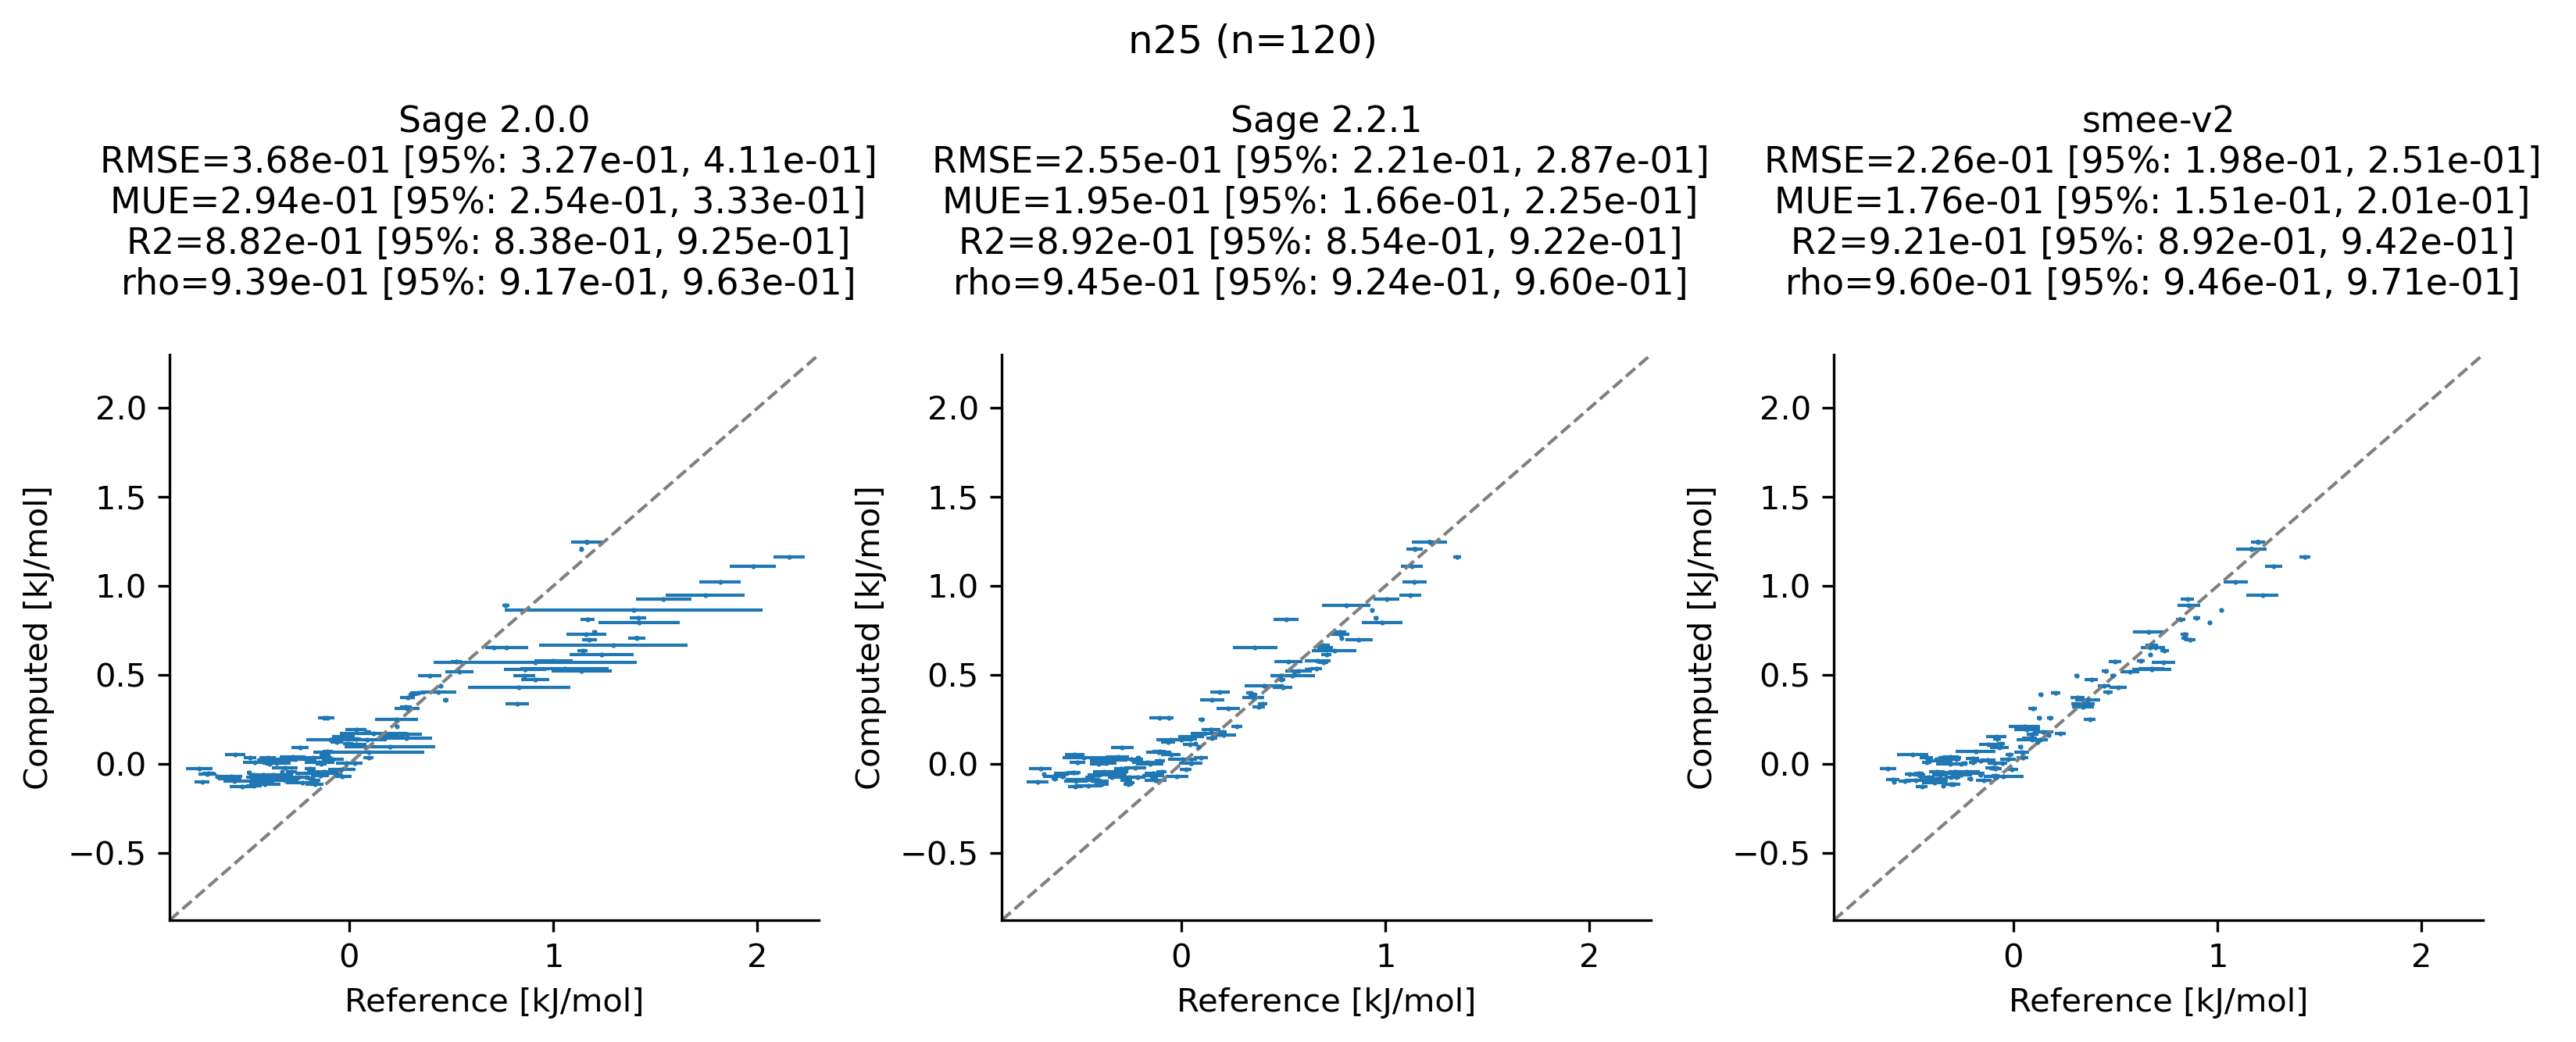 n25 (n=120)
Sage 2.0.0
RMSE=3.68e-01 [95%: 3.27e-01, 4.11e-01]
MUE=2.94e-01 [95%: 2.54e-01, 3.33e-01]
R2=8.82e-01 [95%: 8.38e-01, 9.25e-01]
rho=9.39e-01 [95%: 9.17e-01, 9.63e-01]
2.0
1.5
1.0
0.5
0.0
−0.5
Computed [kJ/mol]
0 1 2
Reference [kJ/mol]
Sage 2.2.1
RMSE=2.55e-01 [95%: 2.21e-01, 2.87e-01]
MUE=1.95e-01 [95%: 1.66e-01, 2.25e-01]
R2=8.92e-01 [95%: 8.54e-01, 9.22e-01]
rho=9.45e-01 [95%: 9.24e-01, 9.60e-01]
2.0
1.5
1.0
0.5
0.0
−0.5
Computed [kJ/mol]
0 1 2
Reference [kJ/mol]
smee-v2
RMSE=2.26e-01 [95%: 1.98e-01, 2.51e-01]
MUE=1.76e-01 [95%: 1.51e-01, 2.01e-01]
R2=9.21e-01 [95%: 8.92e-01, 9.42e-01]
rho=9.60e-01 [95%: 9.46e-01, 9.71e-01]
2.0
1.5
1.0
0.5
0.0
−0.5
Computed [kJ/mol]
0 1 2
Reference [kJ/mol]